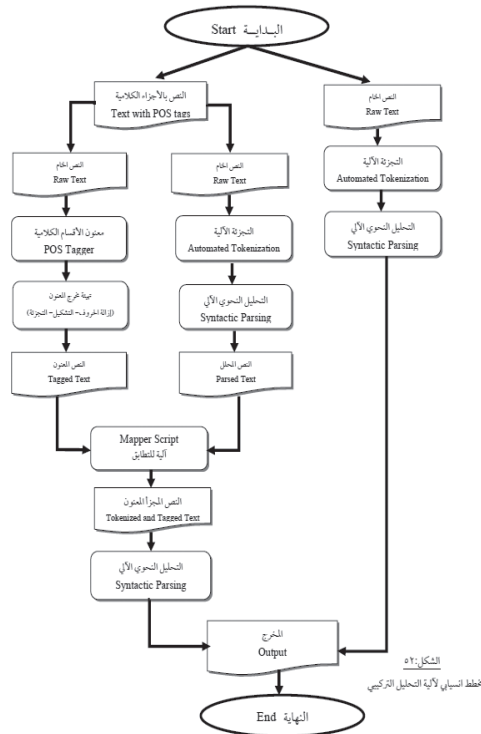 البداية Start
النص بالأجزاء الكلامية
Text with POS tags
النص الخام
Raw Text
التجزئة الآلية
Automated Tokenization
التحليل النحوي الآلي
Syntactic Parsing
النص الخام
Raw Text
معنون الأقسام الكلامية
POS Tagger
تهيئة مخرج المعنون
(إزالة الحروف- التشكيل- التجزئة)
النص المعنون
Tagged Text
النص الخام
Raw Text
التجزئة الآلية
Automated Tokenization
التحليل النحوي الآلي
Syntactic Parsing
النص المحلل
Parsed Text
Mapper Script
آلية للتطابق
النص المجزأ المعنون
Tokenized and Tagged Text
التحليل النحوي الآلي
Syntactic Parsing
المخرج
Output
النهاية End
الشكل:٥٢
مخطط انسيابي لآلية التحليل التركيبي